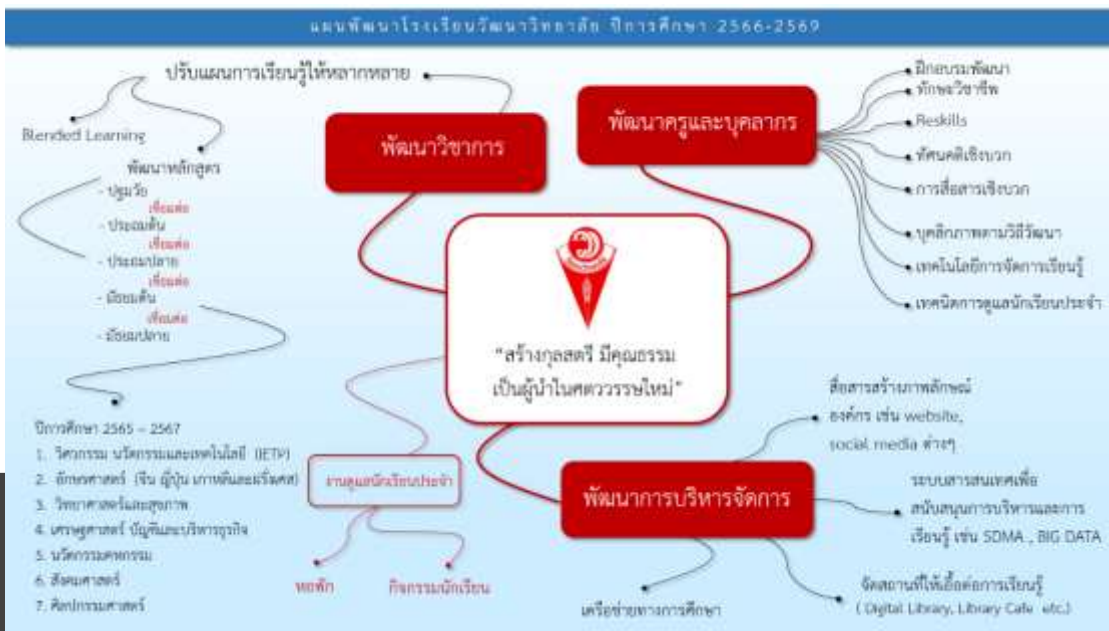 แผนพัฒนาโรงเรียนวัฒนาวิทยาลัย ปีการศึกษา 2566-2569
ปรับแผนการเรียนรู้ให้หลากหลาย
Blended Learning
พัฒนาหลักสูตร
- ปฐมวัย
เชื่อมต่อ
- ประถมต้น
เชื่อมต่อ
- ประถมปลาย
เชื่อมต่อ
- มัธยมต้น
เชื่อมต่อ
- มัธยมปลาย
ปีการศึกษา 2565 – 2567
1. วิศวกรรม นวัตกรรมและเทคโนโลยี (IETP)
2. อักษรศาสตร์ (จีน ญี่ปุ่น เกาหลีและฝรั่งเศส)
3. วิทยาศาสตร์และสุขภาพ
4. เศรษฐศาสตร์ บัญชีและบริหารธุรกิจ
5. นวัตกรรมคหกรรม
6. สังคมศาสตร์
7. ศิลปกรรมศาสตร์
พัฒนาวิชาการ
พัฒนาครูและบุคลากร
ฝึกอบรมพัฒนา
ทักษะวิชาชีพ
Reskills
ทัศนคติเชิงบวก
การสื่อสารเชิงบวก
บุคลิกภาพตามวิถีวัฒนา
เทคโนโลยีการจัดการเรียนรู้
เทคนิคการดูแลนักเรียนประจำ
"สร้างกุลสตรี มีคุณธรรม
เป็นผู้นำในศตวรรษใหม่"
งานดูแลนักเรียนประจำ
หอพัก
กิจกรรมนักเรียน
พัฒนาการบริหารจัดการ
สื่อสารสร้างภาพลักษณ์
องค์กร เช่น website,
social media ต่างๆ
ระบบสารสนเทศเพื่อ
สนับสนุนการบริหารและการ
เรียนรู้ เช่น SDMA , BIG DATA
จัดสถานที่ให้เอื้อต่อการเรียนรู้
( Digital Library, Library Cafe etc.)
เครือข่ายทางการศึกษา